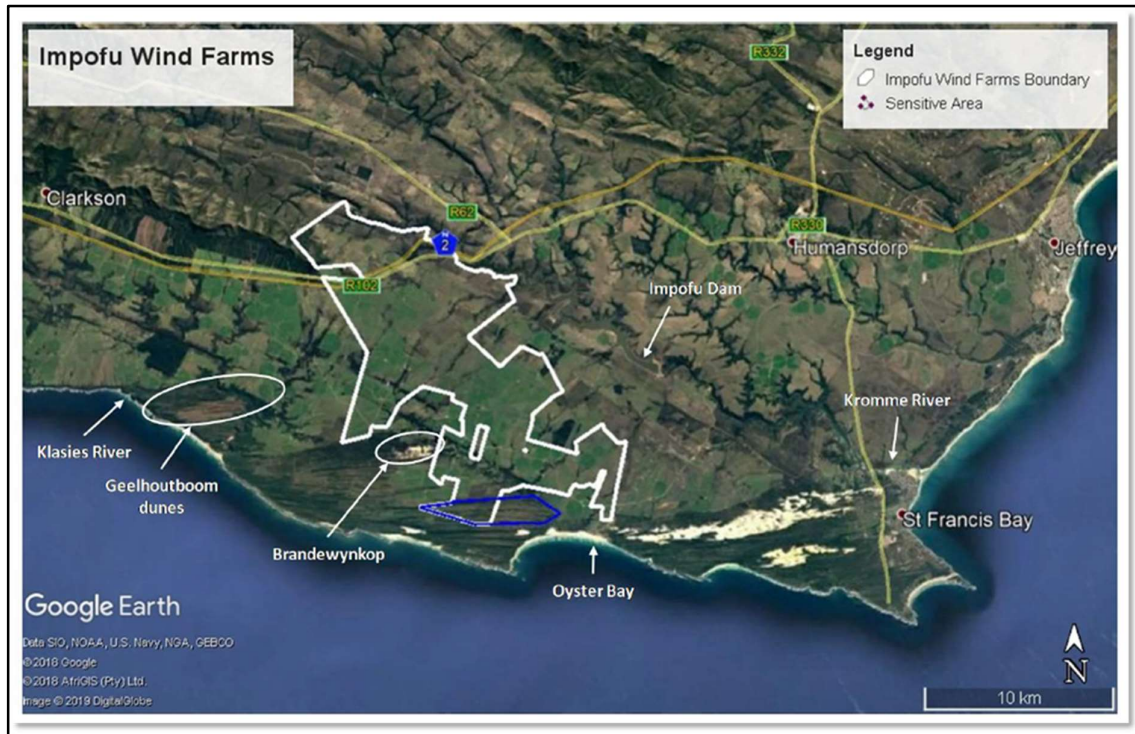 Impofu Wind Farms
Legend
Impofu Wind Farms Boundary
Sensitive Area
R332
Clarkson
R62
N
2
R330
Humansdorp
Jeffrey
R102
Impofu Dam
Kromme River
Klasies River
Geelhoutboom
dunes
Brandewynkop
St Francis Bay
Oyster Bay
Google Earth
Data SIO, NOAA, U.S. Navy, NGA, GEBCO
© 2018 Google
© 2018 AfriGIS (Pty) Ltd.
Image © 2019 DigitalGlobe
N
10 km